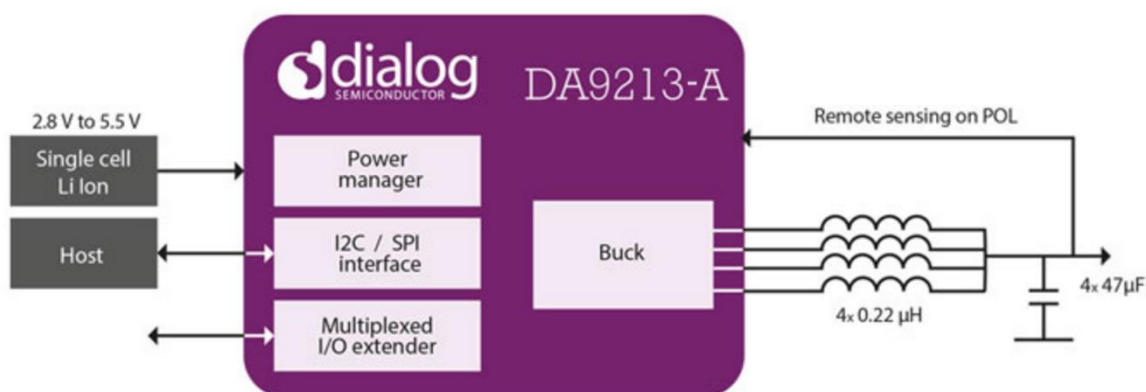 dialog
SEMICONDUCTOR
DA9213-A
2.8 V to 5.5 V
Single cell
Li Ion
Host
Power
manager
I2C / SPI
interface
Multiplexed
I/O extender
Buck
Remote sensing on POL
4x 0.22 µH
4x 47µF